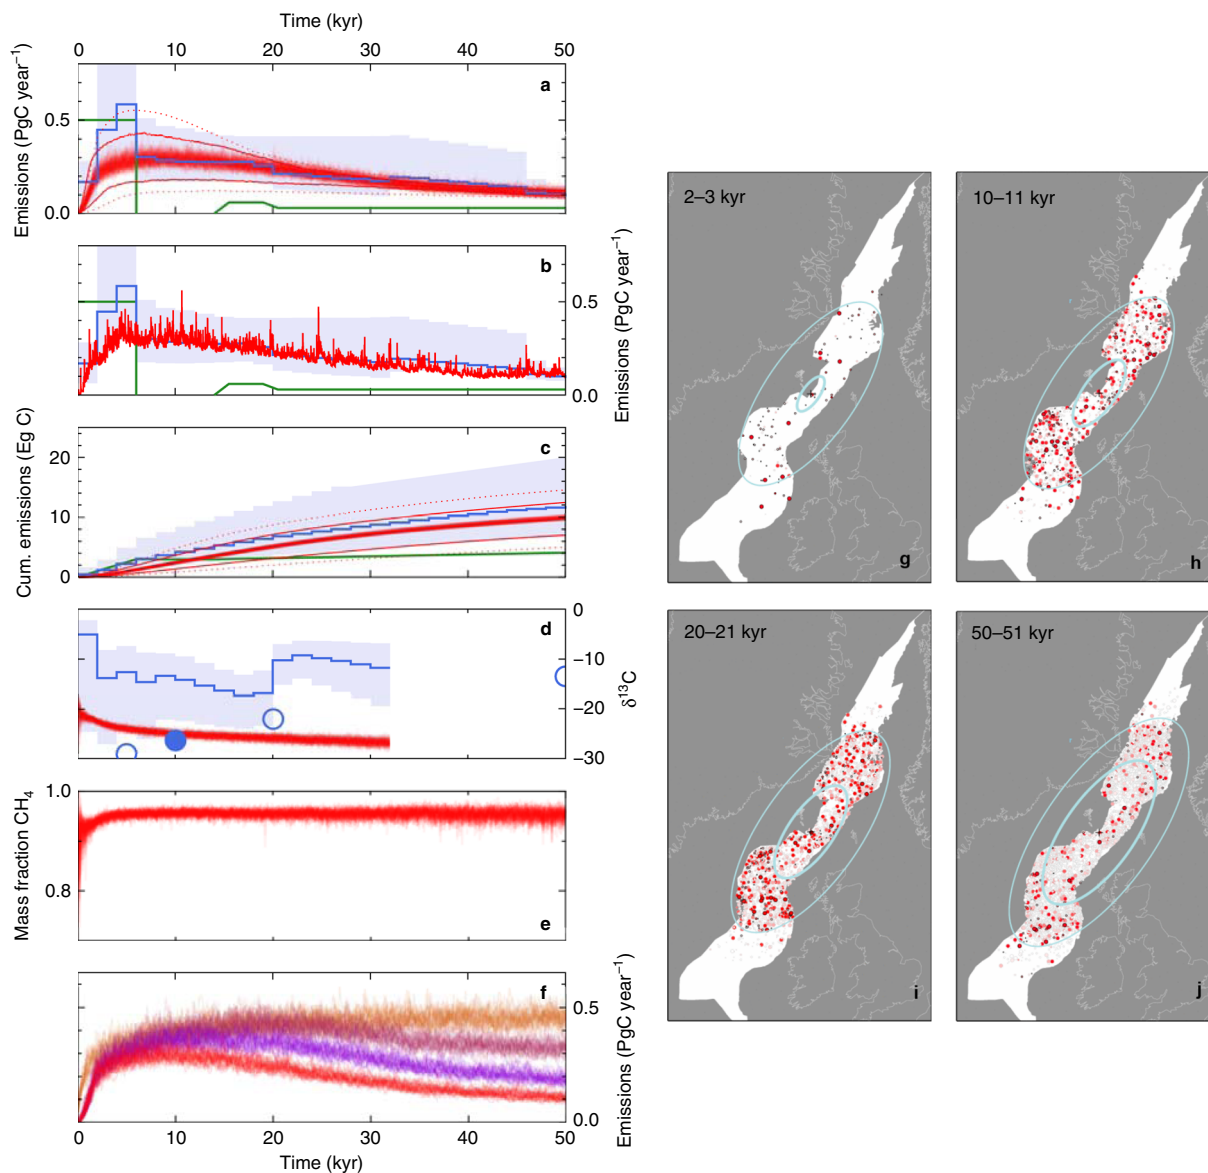 Time (kyr)
0 10 20 30 40 50
Emissions (PgC year⁻¹)
0.5
0.0
a
b
0.5
0.0
Emissions (PgC year⁻¹)
Cum. emissions (Eg C)
20
10
0
c
d
0
−10
−20
−30
δ¹³C
Mass fraction CH₄
1.0
0.8
e
f
0.5
0.0
Emissions (PgC year⁻¹)
0 10 20 30 40 50
Time (kyr)
2–3 kyr
g
10–11 kyr
h
20–21 kyr
i
50–51 kyr
j